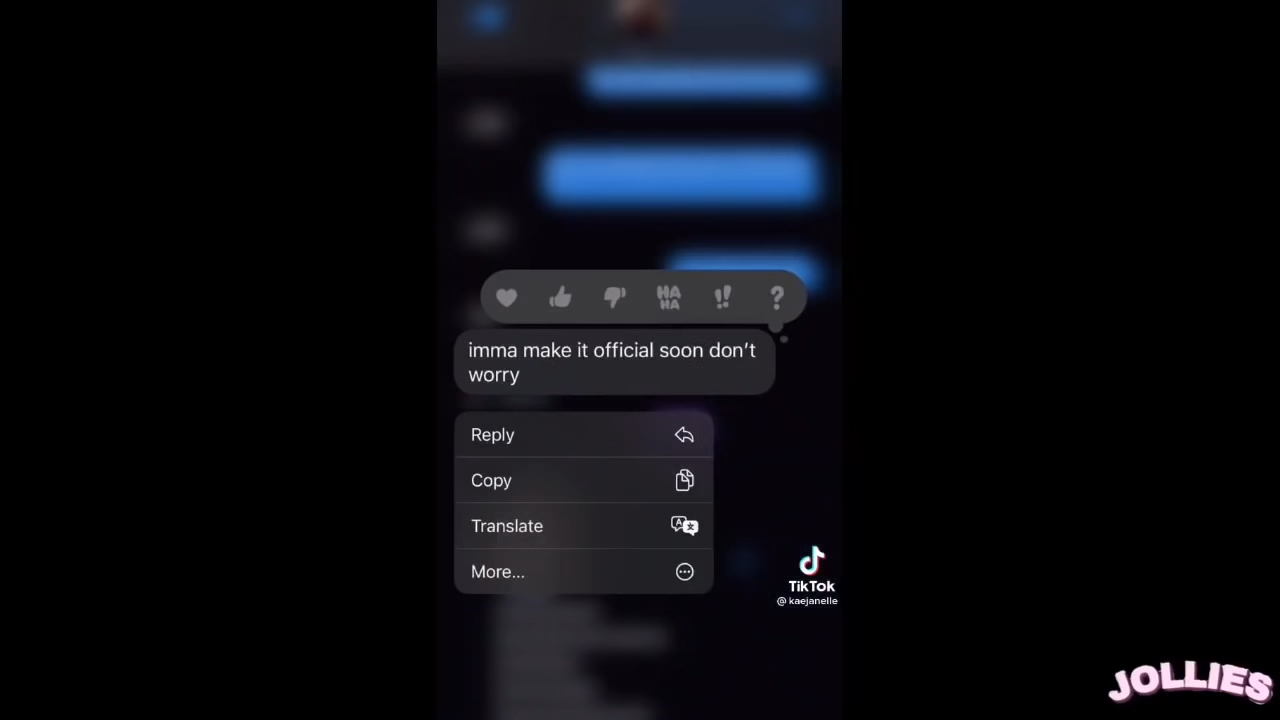 HA
HA
!!
?
imma make it official soon don't
worry
Reply
Copy
Translate
More...
TikTok
@ kaejanelle
JOLLIES